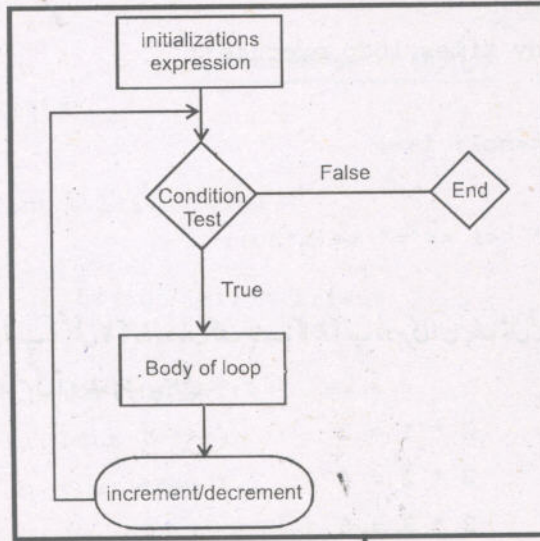 initializations
expression
Condition
Test
False
End
True
Body of loop
increment/decrement